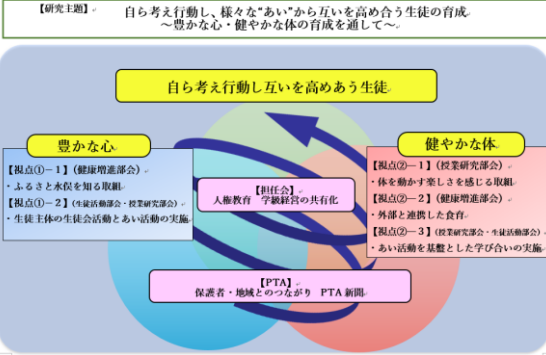 【研究主題】 自ら考え行動し、様々な“あい”から互いを高め合う生徒の育成
～豊かな心・健やかな体の育成を通して～
自ら考え行動し互いを高めあう生徒
豊かな心
【視点①－1】（健康増進部会）
・ふるさと水俣を知る取組
【視点①－2】（生徒活動部会・授業研究部会）
・生徒主体の生徒会活動とあい活動の実施
健やかな体
【視点②－1】（授業研究部会）
・体を動かす楽しさを感じる取組
【視点②－2】（健康増進部会）
・外部と連携した食育
【視点②－3】（授業研究部会・生徒活動部会）
・あい活動を基盤とした学び合いの実施
【担任会】
人権教育 学級経営の共有化
【PTA】
保護者・地域とのつながり PTA新聞